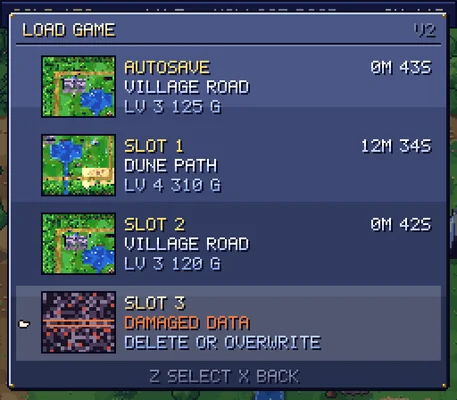 LOAD GAME V2
AUTOSAVE 0M 43S
VILLAGE ROAD
LV 3 125 G
SLOT 1 12M 34S
DUNE PATH
LV 4 310 G
SLOT 2 0M 42S
VILLAGE ROAD
LV 3 120 G
SLOT 3
DAMAGED DATA
DELETE OR OVERWRITE
Z SELECT X BACK